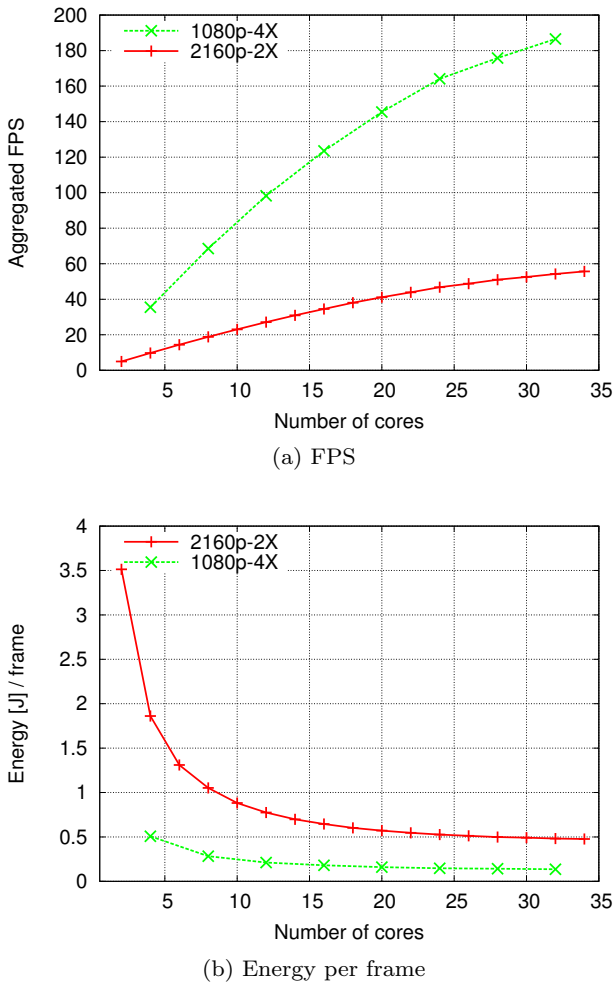 200
180
160
140
120
100
80
60
40
20
0
Aggregated FPS
1080p-4X
2160p-2X
5 10 15 20 25 30 35
Number of cores
(a) FPS
4
3.5
3
2.5
2
1.5
1
0.5
0
Energy [J] / frame
2160p-2X
1080p-4X
5 10 15 20 25 30 35
Number of cores
(b) Energy per frame